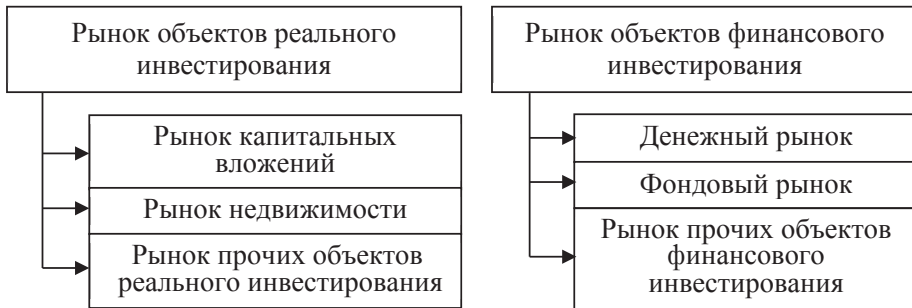 Рынок объектов реального
инвестирования
Рынок капитальных
вложений
Рынок недвижимости
Рынок прочих объектов
реального инвестирования
Рынок объектов финансового
инвестирования
Денежный рынок
Фондовый рынок
Рынок прочих объектов
финансового
инвестирования